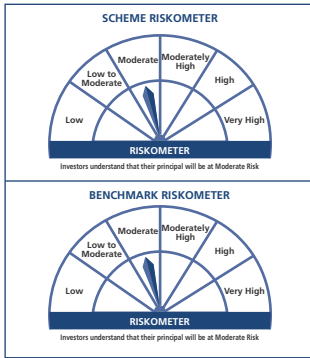 SCHEME RISKOMETER
Moderate
Moderately
High
Low to
Moderate
High
Low
Very High
RISKOMETER
Investors understand that their principal will be at Moderate Risk
BENCHMARK RISKOMETER
Moderate
Moderately
High
Low to
Moderate
High
Low
Very High
RISKOMETER
Investors understand that their principal will be at Moderate Risk